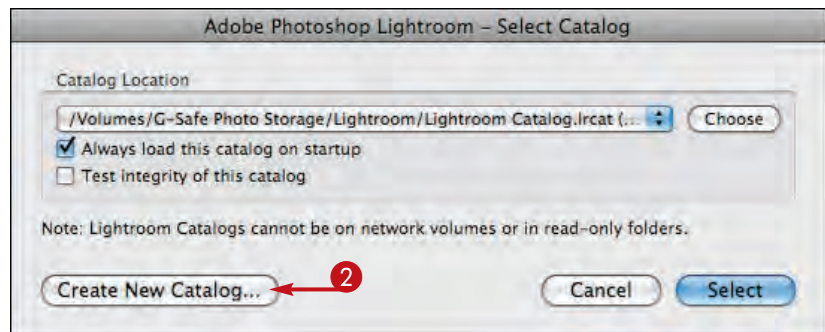 Adobe Photoshop Lightroom – Select Catalog
Catalog Location
/Volumes/G-Safe Photo Storage/Lightroom/Lightroom Catalog.lrcat (...
Choose
Always load this catalog on startup
Test integrity of this catalog
Note: Lightroom Catalogs cannot be on network volumes or in read-only folders.
Create New Catalog...
2
Cancel
Select